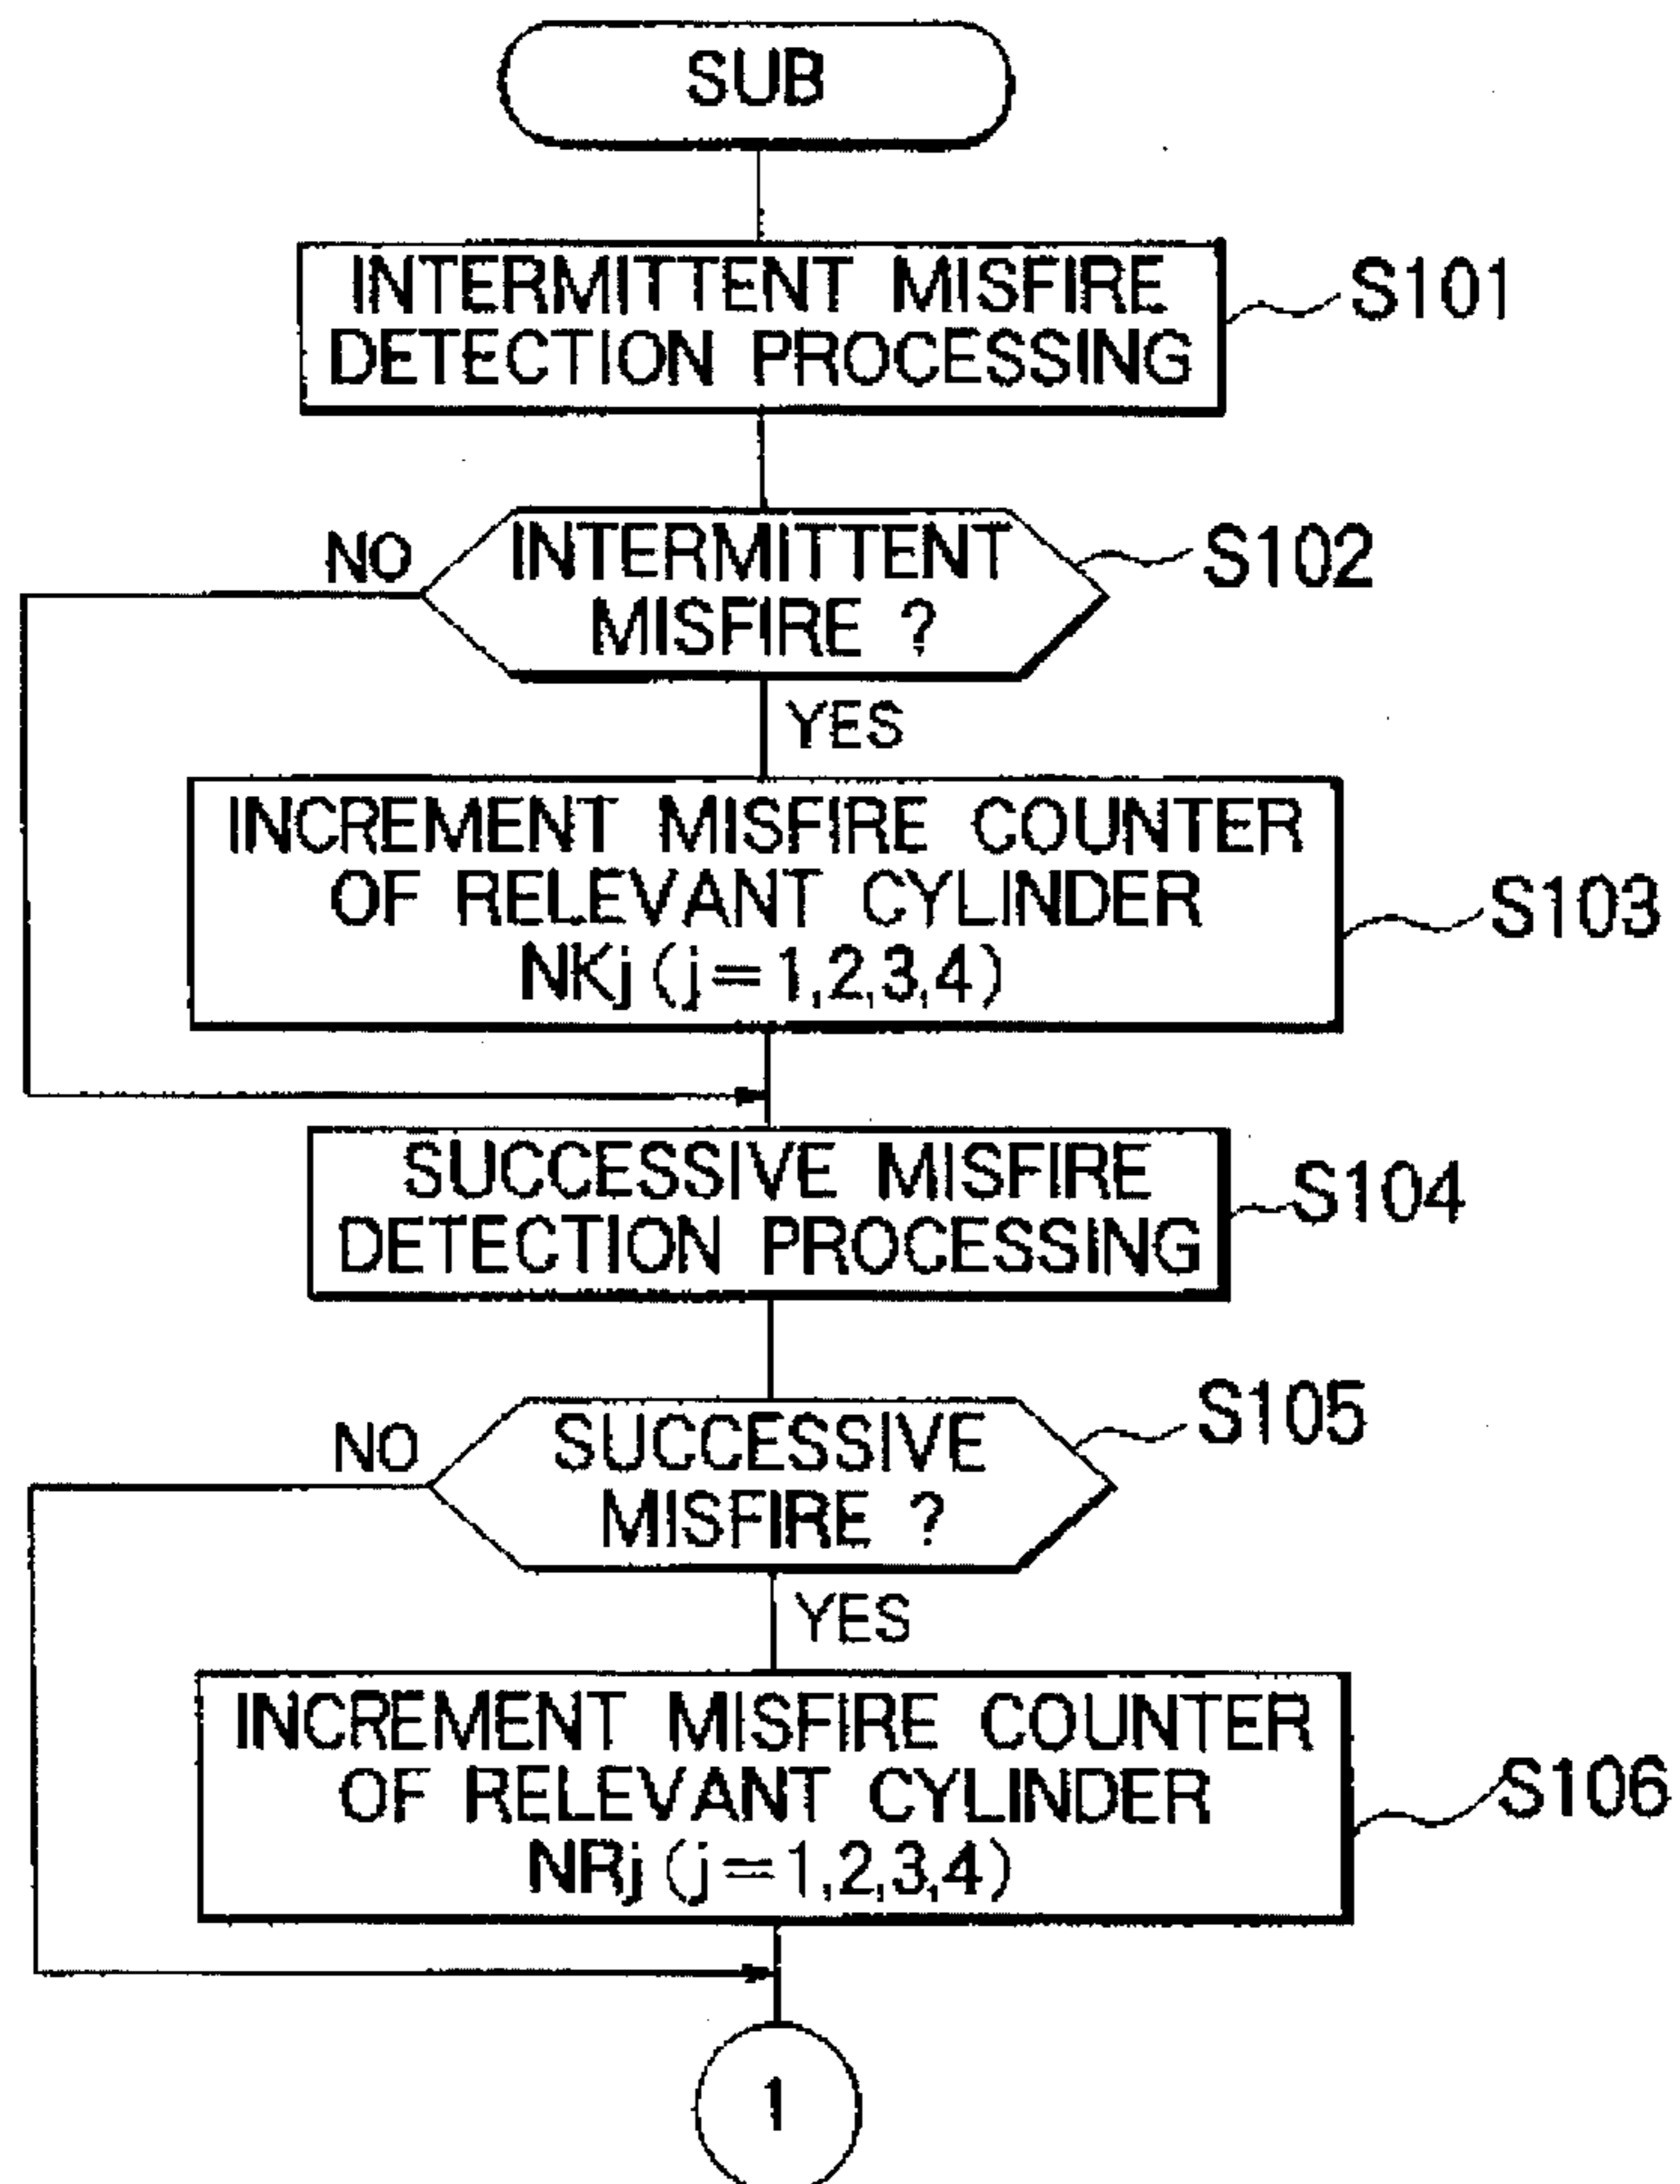 SUB
INTERMITTENT MISFIRE
DETECTION PROCESSING
S101
NO
INTERMITTENT
MISFIRE ?
S102
YES
INCREMENT MISFIRE COUNTER
OF RELEVANT CYLINDER
NKj (j=1,2,3,4)
S103
SUCCESSIVE MISFIRE
DETECTION PROCESSING
S104
NO
SUCCESSIVE
MISFIRE ?
S105
YES
INCREMENT MISFIRE COUNTER
OF RELEVANT CYLINDER
NRj (j=1,2,3,4)
S106
1